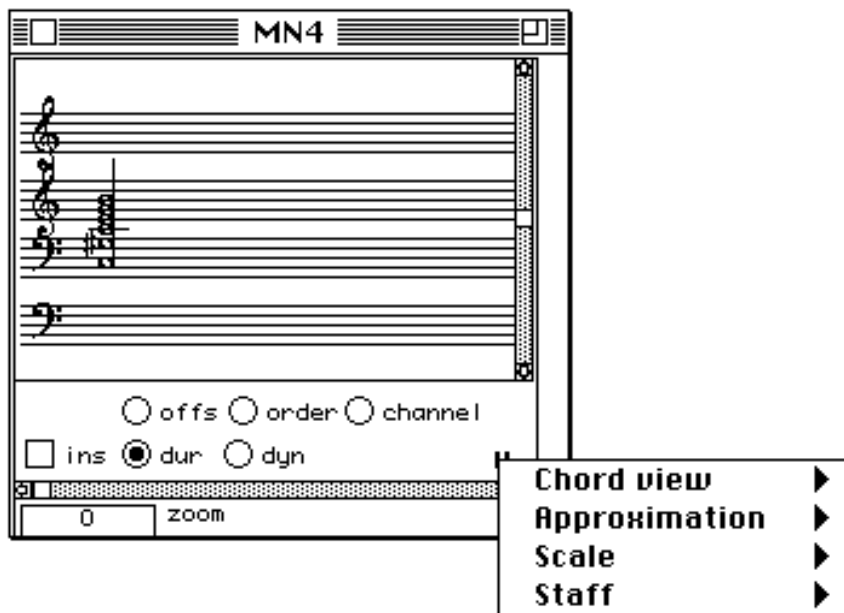 MN4
offs order channel
ins dur dyn
0 zoom
Chord view
Approximation
Scale
Staff